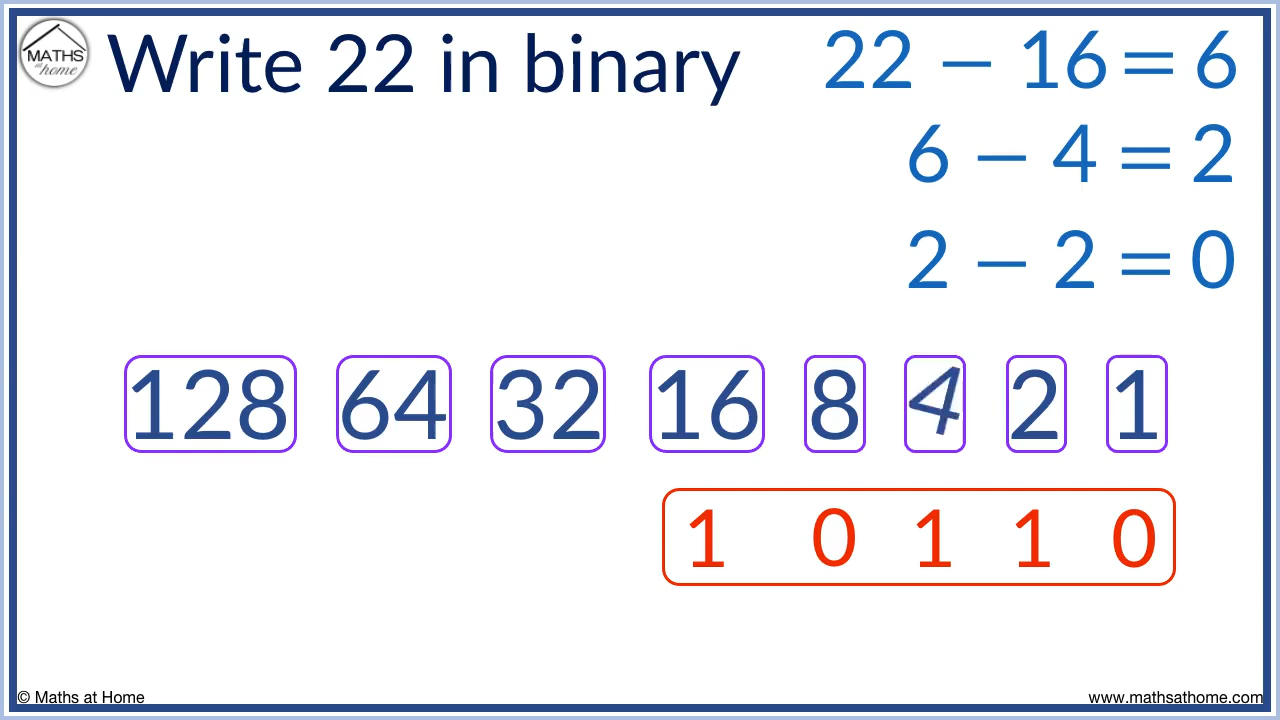 MATHS
at home
Write 22 in binary
22 − 16 = 6
6 − 4 = 2
2 − 2 = 0
128 64 32 16 8 4 2 1
1 0 1 1 0
© Maths at Home
www.mathsathome.com